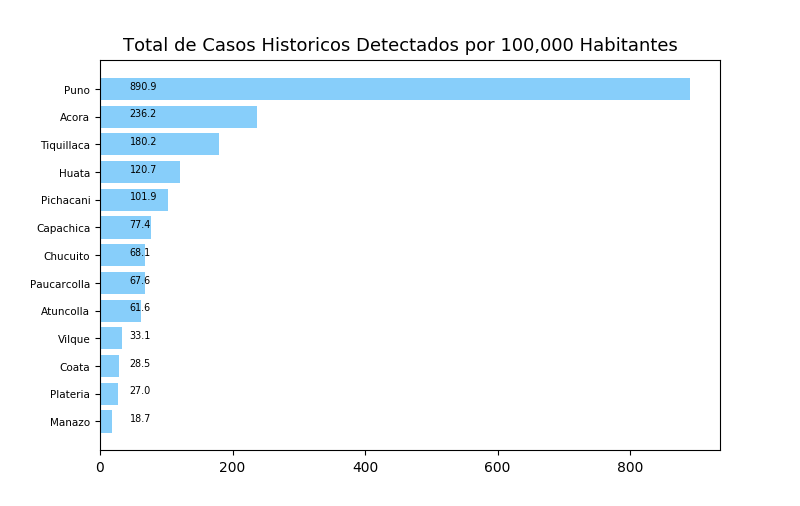 Total de Casos Historicos Detectados por 100,000 Habitantes
Puno 890.9
Acora 236.2
Tiquillaca 180.2
Huata 120.7
Pichacani 101.9
Capachica 77.4
Chucuito 68.1
Paucarcolla 67.6
Atuncolla 61.6
Vilque 33.1
Coata 28.5
Plateria 27.0
Manazo 18.7
0 200 400 600 800